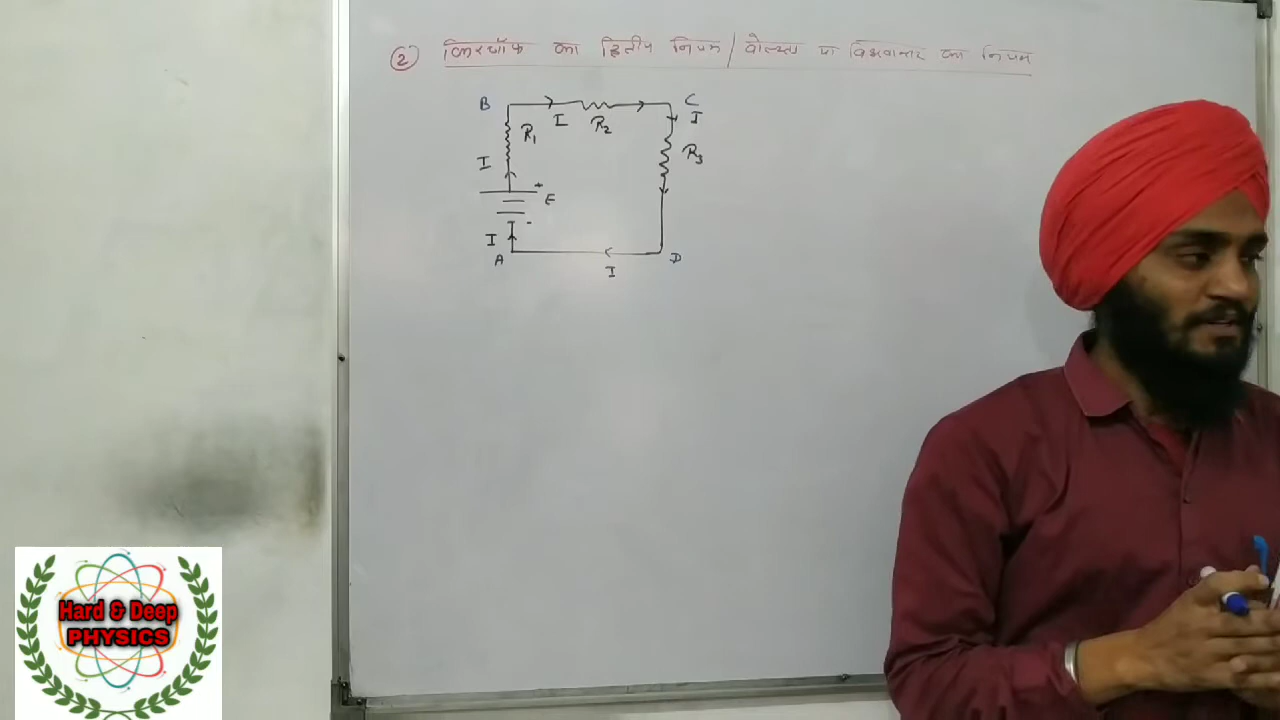 ② किरचॉफ का द्वितीय नियम / वोल्टता या विभवान्तर का नियम
B I R₂ C
I
R₁
R₃
I
+
E
-
I
A I D
Hard & Deep
PHYSICS